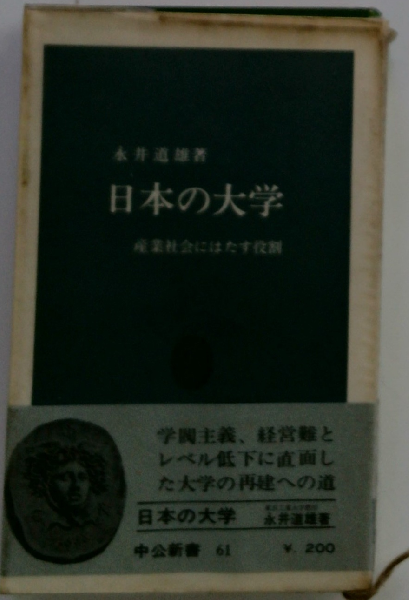 永井道雄著
日本の大学
産業社会にはたす役割
学閥主義、経営難と
レベル低下に直面し
た大学の再建への道
日本の大学
永井道雄著
中公新書 61 ¥. 200